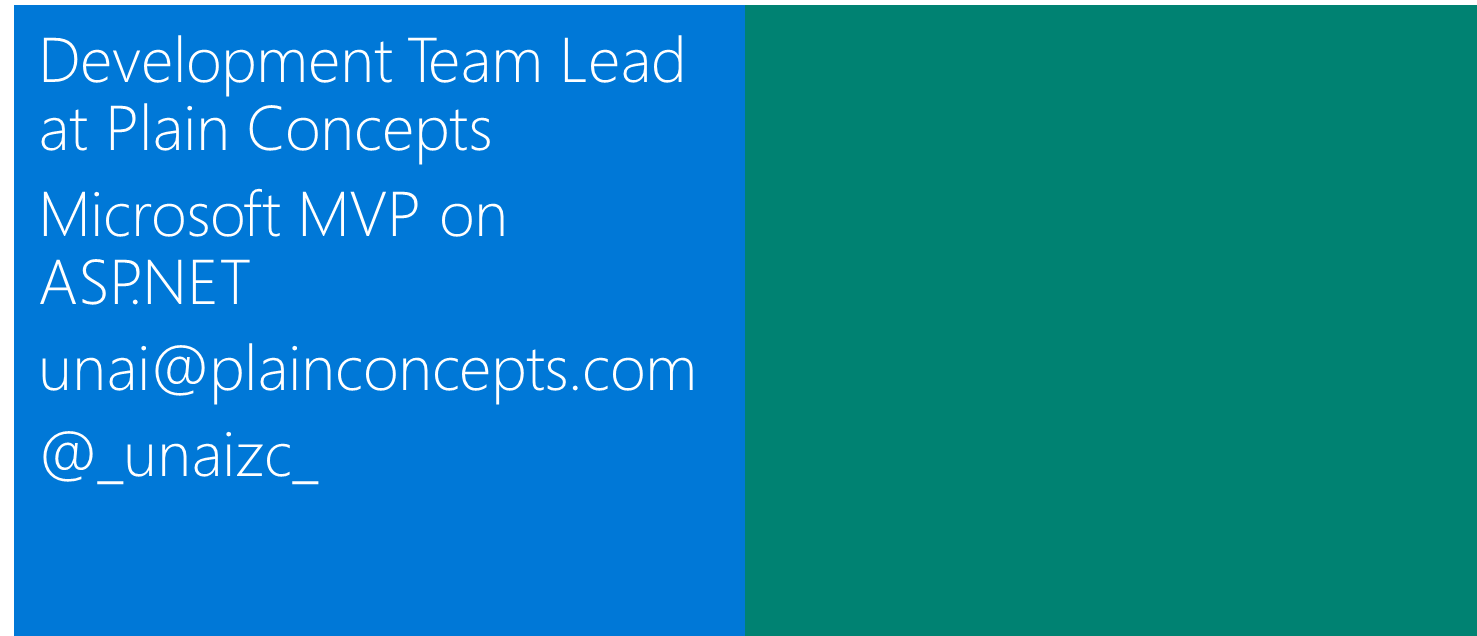 Development Team Lead
at Plain Concepts
Microsoft MVP on
ASP.NET
unai@plainconcepts.com
@_unaizc_